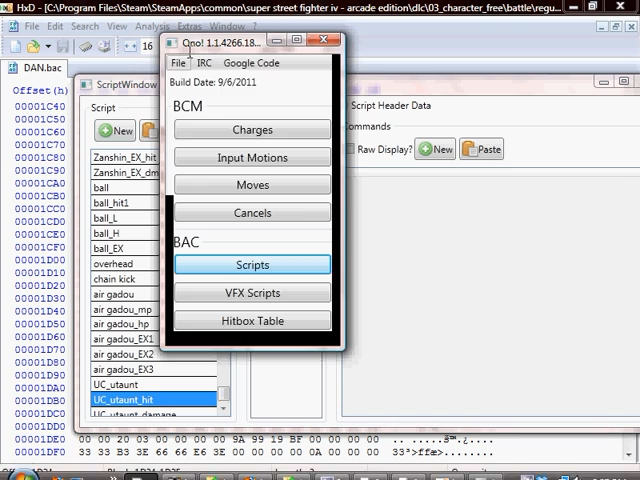 HxD - [C:\Program Files\Steam\SteamApps\common\super street fighter iv - arcade edition\dlc\03_character_free\battle\regu...
File Edit Search
Extras Window ?
16
Ono! 1.1.4266.18...
File IRC Google Code
Build Date: 9/6/2011
BCM
Charges
Input Motions
Moves
Cancels
BAC
Scripts
VFX Scripts
Hitbox Table
DAN.bac
Offset(h)
00001C40
00001C50
00001C60
00001C70
00001C80
00001C90
00001CA0
00001CB0
00001CC0
00001CD0
00001CE0
00001CF0
00001D00
00001D10
00001D20
00001D30
00001D40
00001D50
00001D60
00001D70
00001D80
00001D90
00001DA0
00001DB0
00001DC0
00001DD0
00001DE0 00 00 20 03 00 00 00 00 9A 99 19 BF 00 00 00 00
00001DF0 33 33 B3 3E 66 66 E6 3E 00 00 00 00 0A 00 00 00
ScriptWindow
Script
New
Zanshin_EX_hit
Zanshin_EX_dm
ball
ball_hit1
ball_L
ball_H
ball_EX
overhead
chain kick
air gadou
air gadou_mp
air gadou_hp
air gadou_EX1
air gadou_EX2
air gadou_EX3
UC_utaunt
UC_utaunt_hit
UC_utaunt_damage
Script Header Data
Commands
Raw Display?
New
Paste